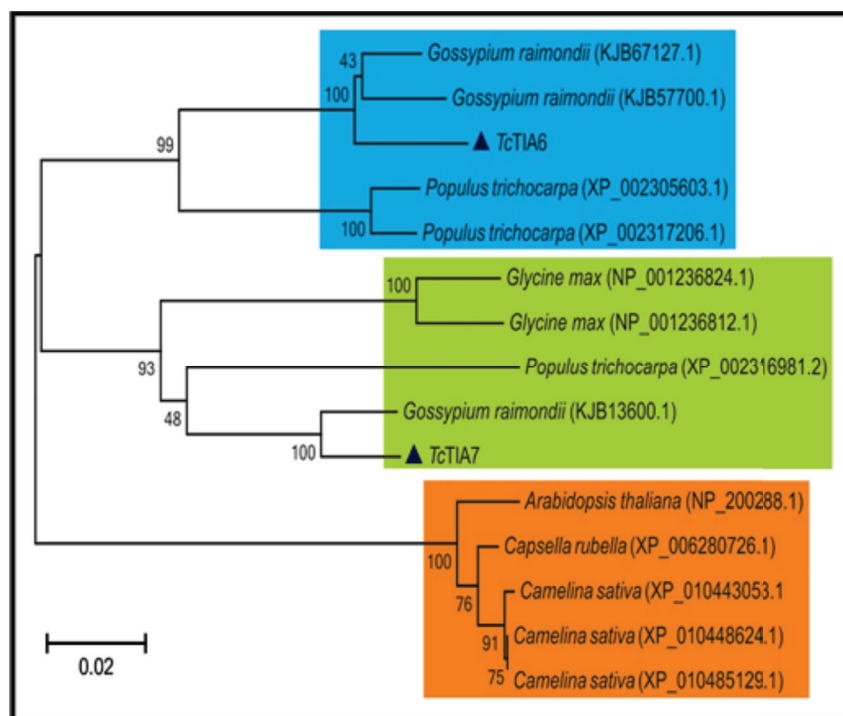 Gossypium raimondii (KJB67127.1)
43
100
Gossypium raimondii (KJB57700.1)
99
▲ TcTIA6
Populus trichocarpa (XP_002305603.1)
100
Populus trichocarpa (XP_002317206.1)
Glycine max (NP_001236824.1)
100
Glycine max (NP_001236812.1)
93
Populus trichocarpa (XP_002316981.2)
48
Gossypium raimondii (KJB13600.1)
100
▲ TcTIA7
Arabidopsis thaliana (NP_200288.1)
100
Capsella rubella (XP_006280726.1)
76
Camelina sativa (XP_010443053.1
91
Camelina sativa (XP_010448624.1)
75
Camelina sativa (XP_010485129.1)
0.02